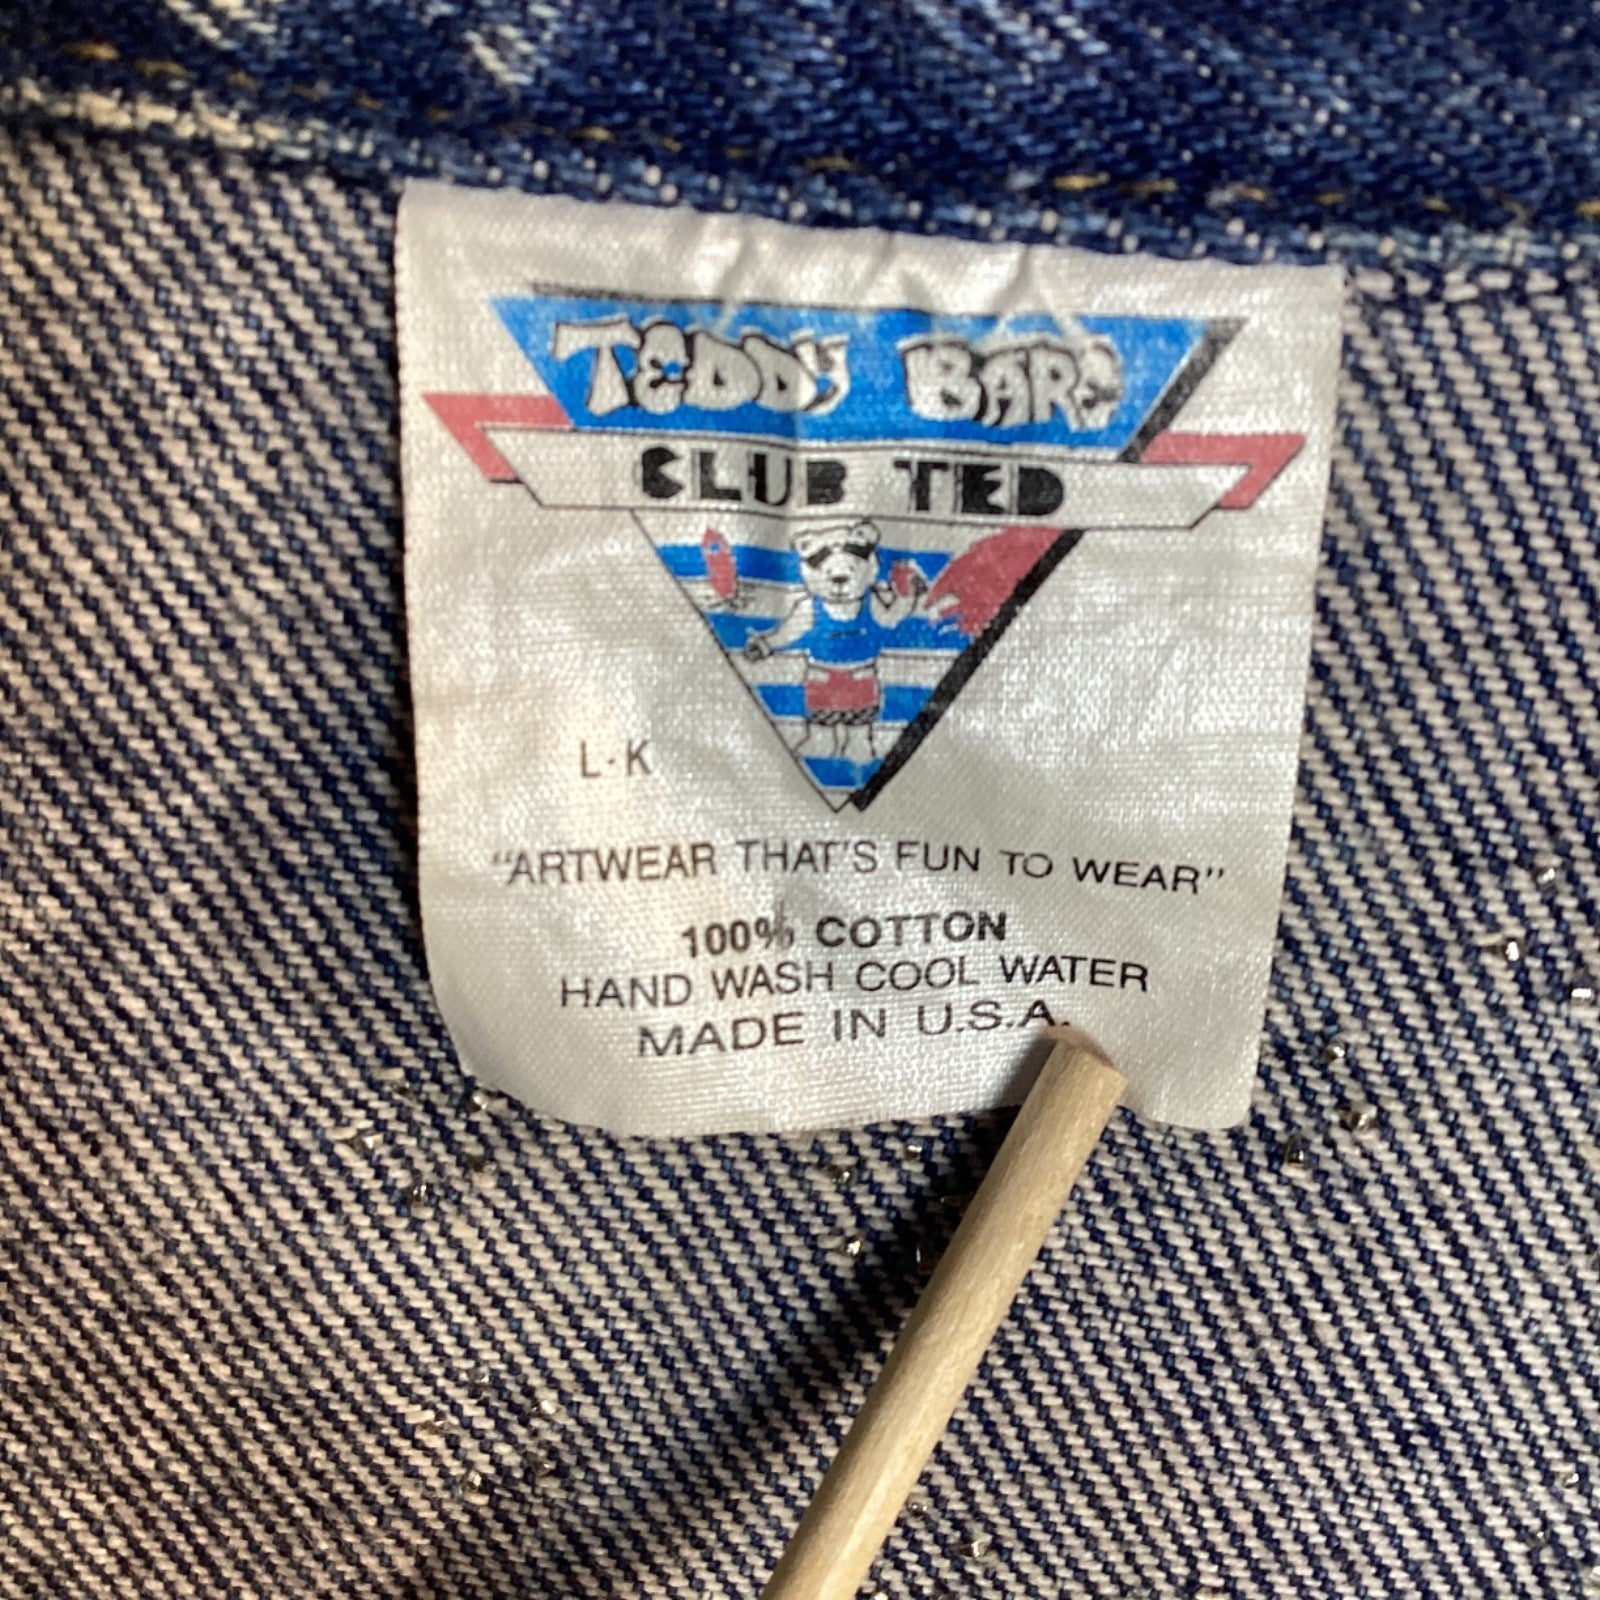 TEDDY BARE
CLUB TED
L·K
"ARTWEAR THAT'S FUN TO WEAR"
100% COTTON
HAND WASH COOL WATER
MADE IN U.S.A.